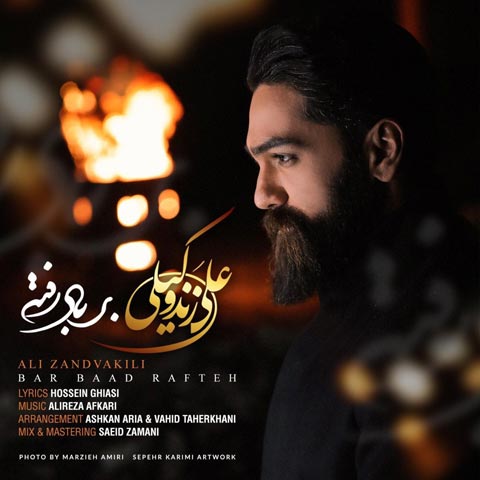 علی زندوکیلی
بر باد رفته
ALI ZANDVAKILI
BAR BAAD RAFTEH
LYRICS HOSSEIN GHIASI
MUSIC ALIREZA AFKARI
ARRANGEMENT ASHKAN ARIA & VAHID TAHERKHANI
MIX & MASTERING SAEID ZAMANI
PHOTO BY MARZIEH AMIRI SEPEHR KARIMI ARTWORK